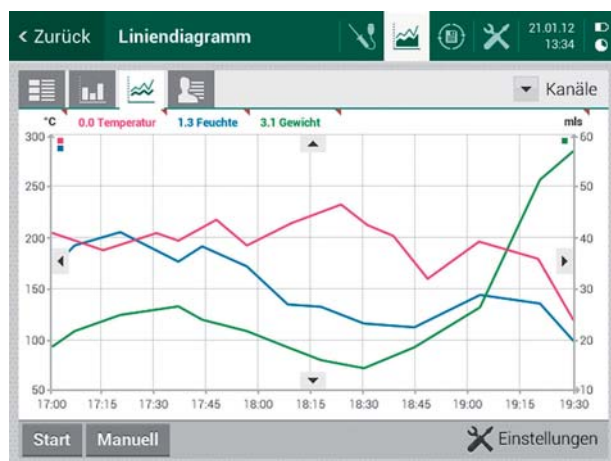 Zurück Liniendiagramm 21.01.12
13:34
Kanäle
°C 0.0 Temperatur 1.3 Feuchte 3.1 Gewicht mls
300 60
250 50
200 40
150 30
100 20
50 10
17:00 17:15 17:30 17:45 18:00 18:15 18:30 18:45 19:00 19:15 19:30
Start Manuell Einstellungen